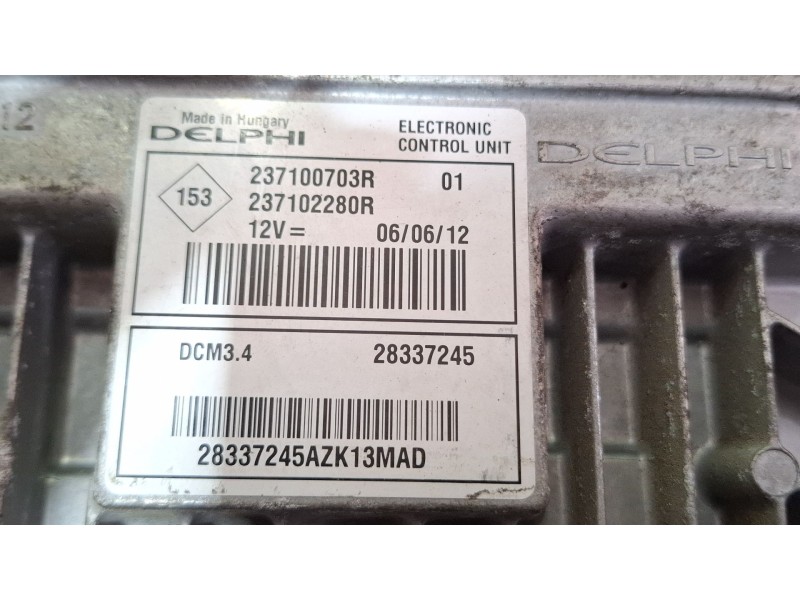 12
Made in Hungary
DELPHI
ELECTRONIC
CONTROL UNIT
DELPHI
153
237100703R 01
237102280R
12V= 06/06/12
DCM3.4 28337245
28337245AZK13MAD